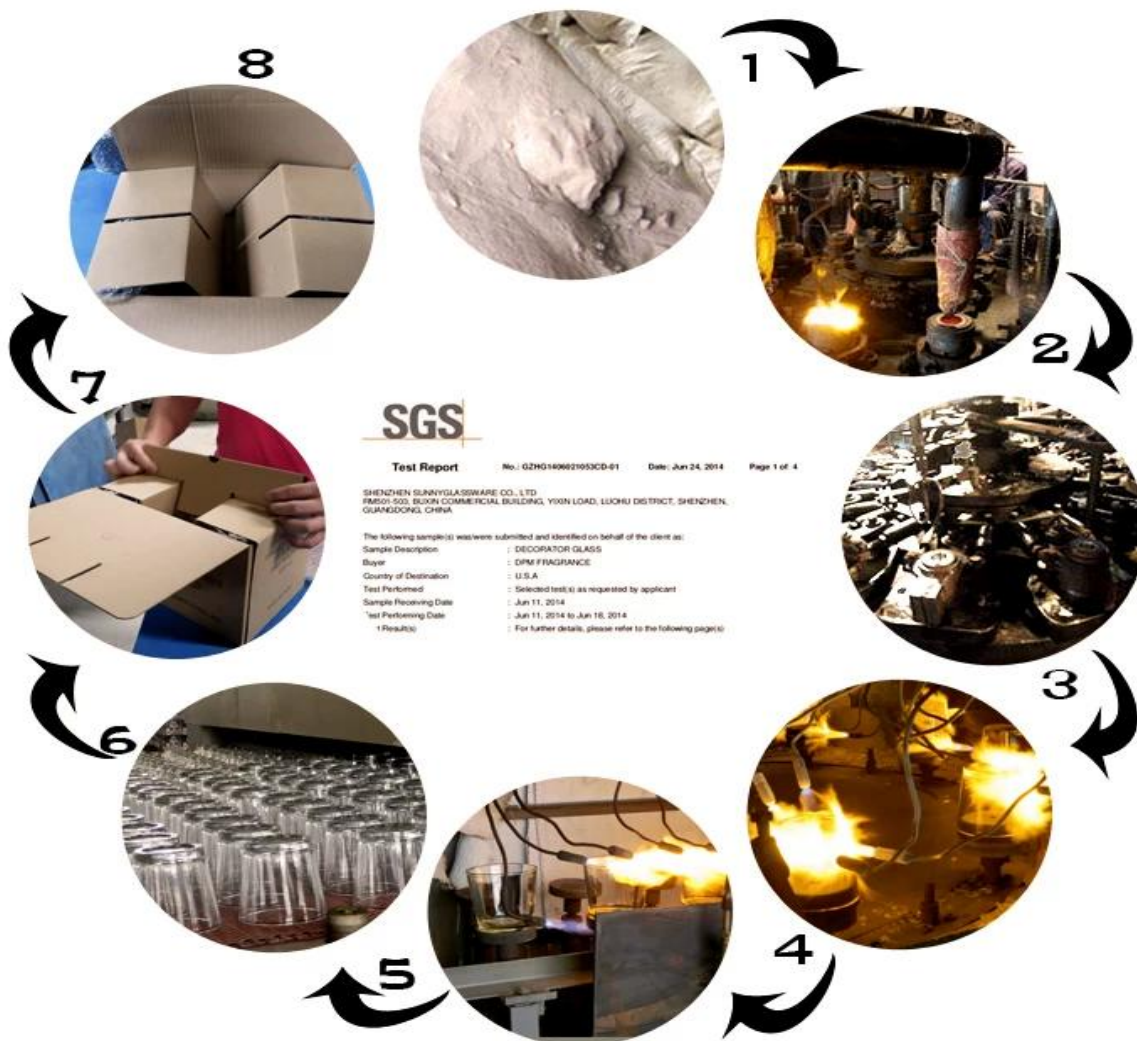 8
1
2
7
SGS
Test Report No.: GZHG1406021053CD-01 Date: Jun 24, 2014 Page 1 of 4
SHENZHEN SUNNYGLASSWARE CO., LTD
RM501-503, BUXIN COMMERCIAL BUILDING, YIXIN LOAD, LUOHU DISTRICT, SHENZHEN,
GUANGDONG, CHINA
The following sample(s) was/were submitted and identified on behalf of the client as:
Sample Description : DECORATOR GLASS
Buyer : DPM FRAGRANCE
Country of Destination : U.S.A
Test Performed : Selected test(s) as requested by applicant
Sample Receiving Date : Jun 11, 2014
est Performing Date : Jun 11, 2014 to Jun 18, 2014
Result(s) : For further details, please refer to the following page(s)
3
6
4
5